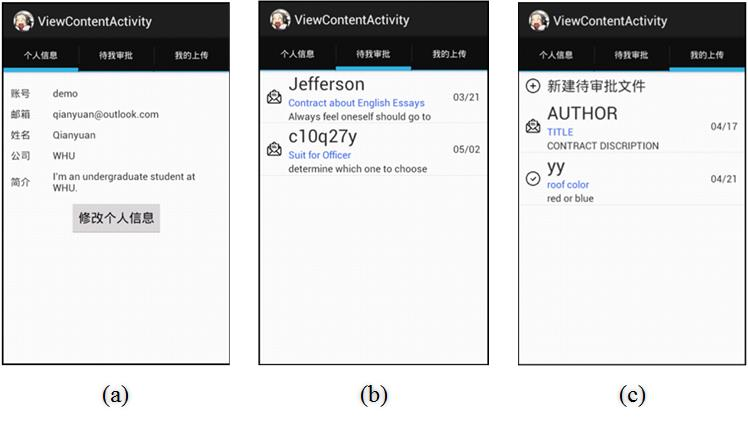 ViewContentActivity
个人信息 待我审批 我的上传
账号 demo
邮箱 qianyuan@outlook.com
姓名 Qianyuan
公司 WHU
简介 I'm an undergraduate student at
WHU.
修改个人信息
(a)
ViewContentActivity
个人信息 待我审批 我的上传
Jefferson
Contract about English Essays 03/21
Always feel oneself should go to
c10q27y
Suit for Officer 05/02
determine which one to choose
(b)
ViewContentActivity
个人信息 待我审批 我的上传
新建待审批文件
AUTHOR
TITLE 04/17
CONTRACT DISCRIPTION
yy
roof color 04/21
red or blue
(c)